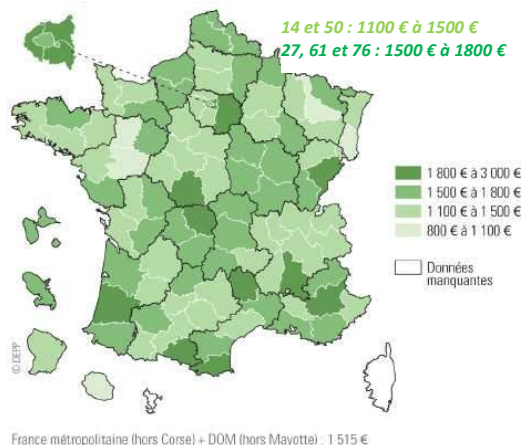 14 et 50 : 1100 € à 1500 €
27, 61 et 76 : 1500 € à 1800 €
1 800 € à 3 000 €
1 500 € à 1 800 €
1 100 € à 1 500 €
800 € à 1 100 €
Données
manquantes
© DEPP
France métropolitaine (hors Corse) + DOM (hors Mayotte) : 1 515 €